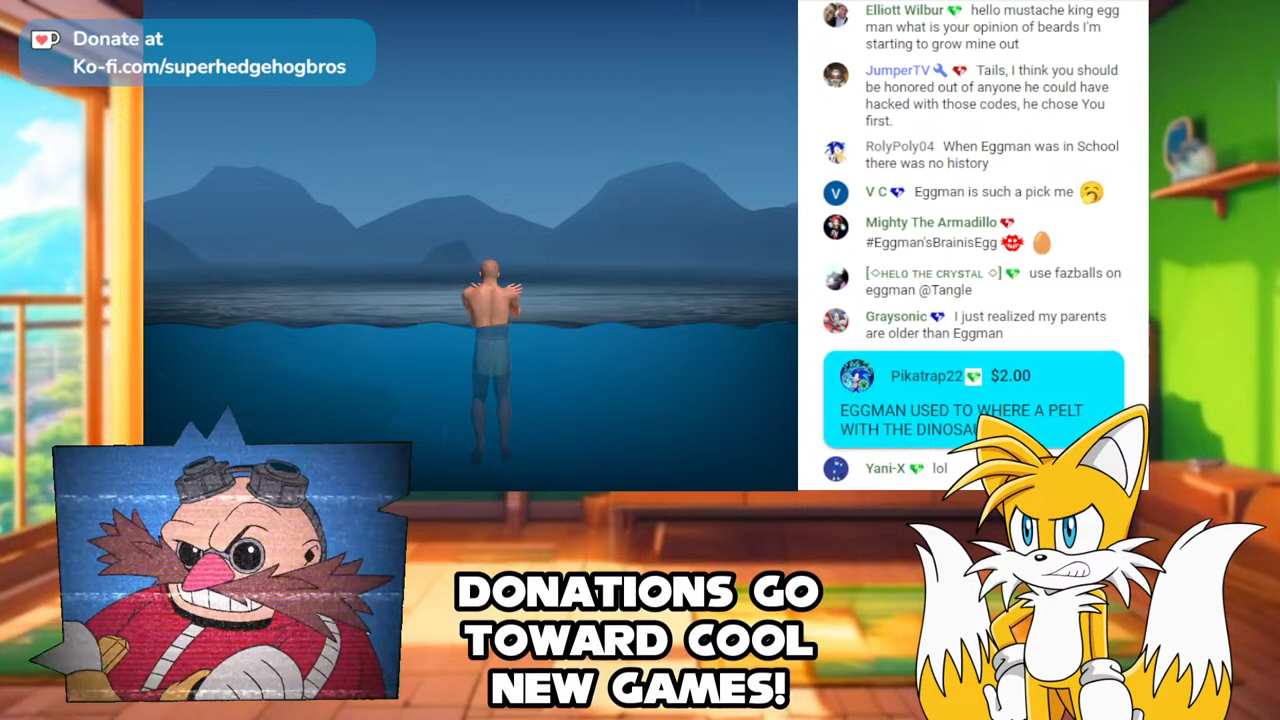 Donate at
Ko-fi.com/superhedgehogbros
Elliott Wilbur hello mustache king egg
man what is your opinion of beards I'm
starting to grow mine out
JumperTV Tails, I think you should
be honored out of anyone he could have
hacked with those codes, he chose You
first.
RolyPoly04 When Eggman was in School
there was no history
V
V C Eggman is such a pick me
Mighty The Armadillo
#Eggman'sBrainisEgg
[◇HELO THE CRYSTAL ◇] use fazballs on
eggman @Tangle
Graysonic I just realized my parents
are older than Eggman
Pikatrap22 $2.00
EGGMAN USED TO WHERE A PELT
WITH THE
Yani-X lol
DONATIONS GO
TOWARD COOL
NEW GAMES!